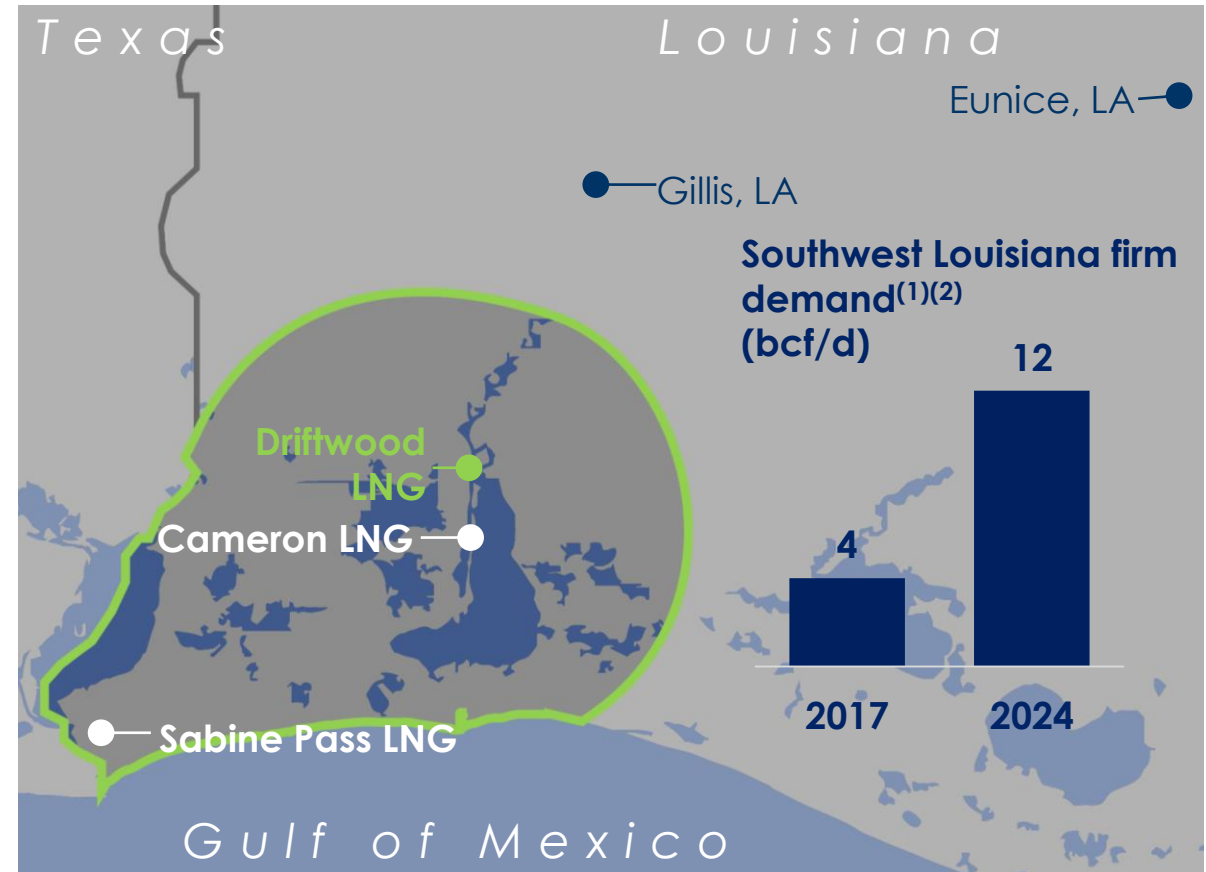 Texas
Louisiana
Eunice, LA
Gillis, LA
Southwest Louisiana firm
demand(1)(2)
(bcf/d)
12
4
2017
2024
Driftwood
LNG
Cameron LNG
u
Sabine Pass LNG
Gulf of Mexico